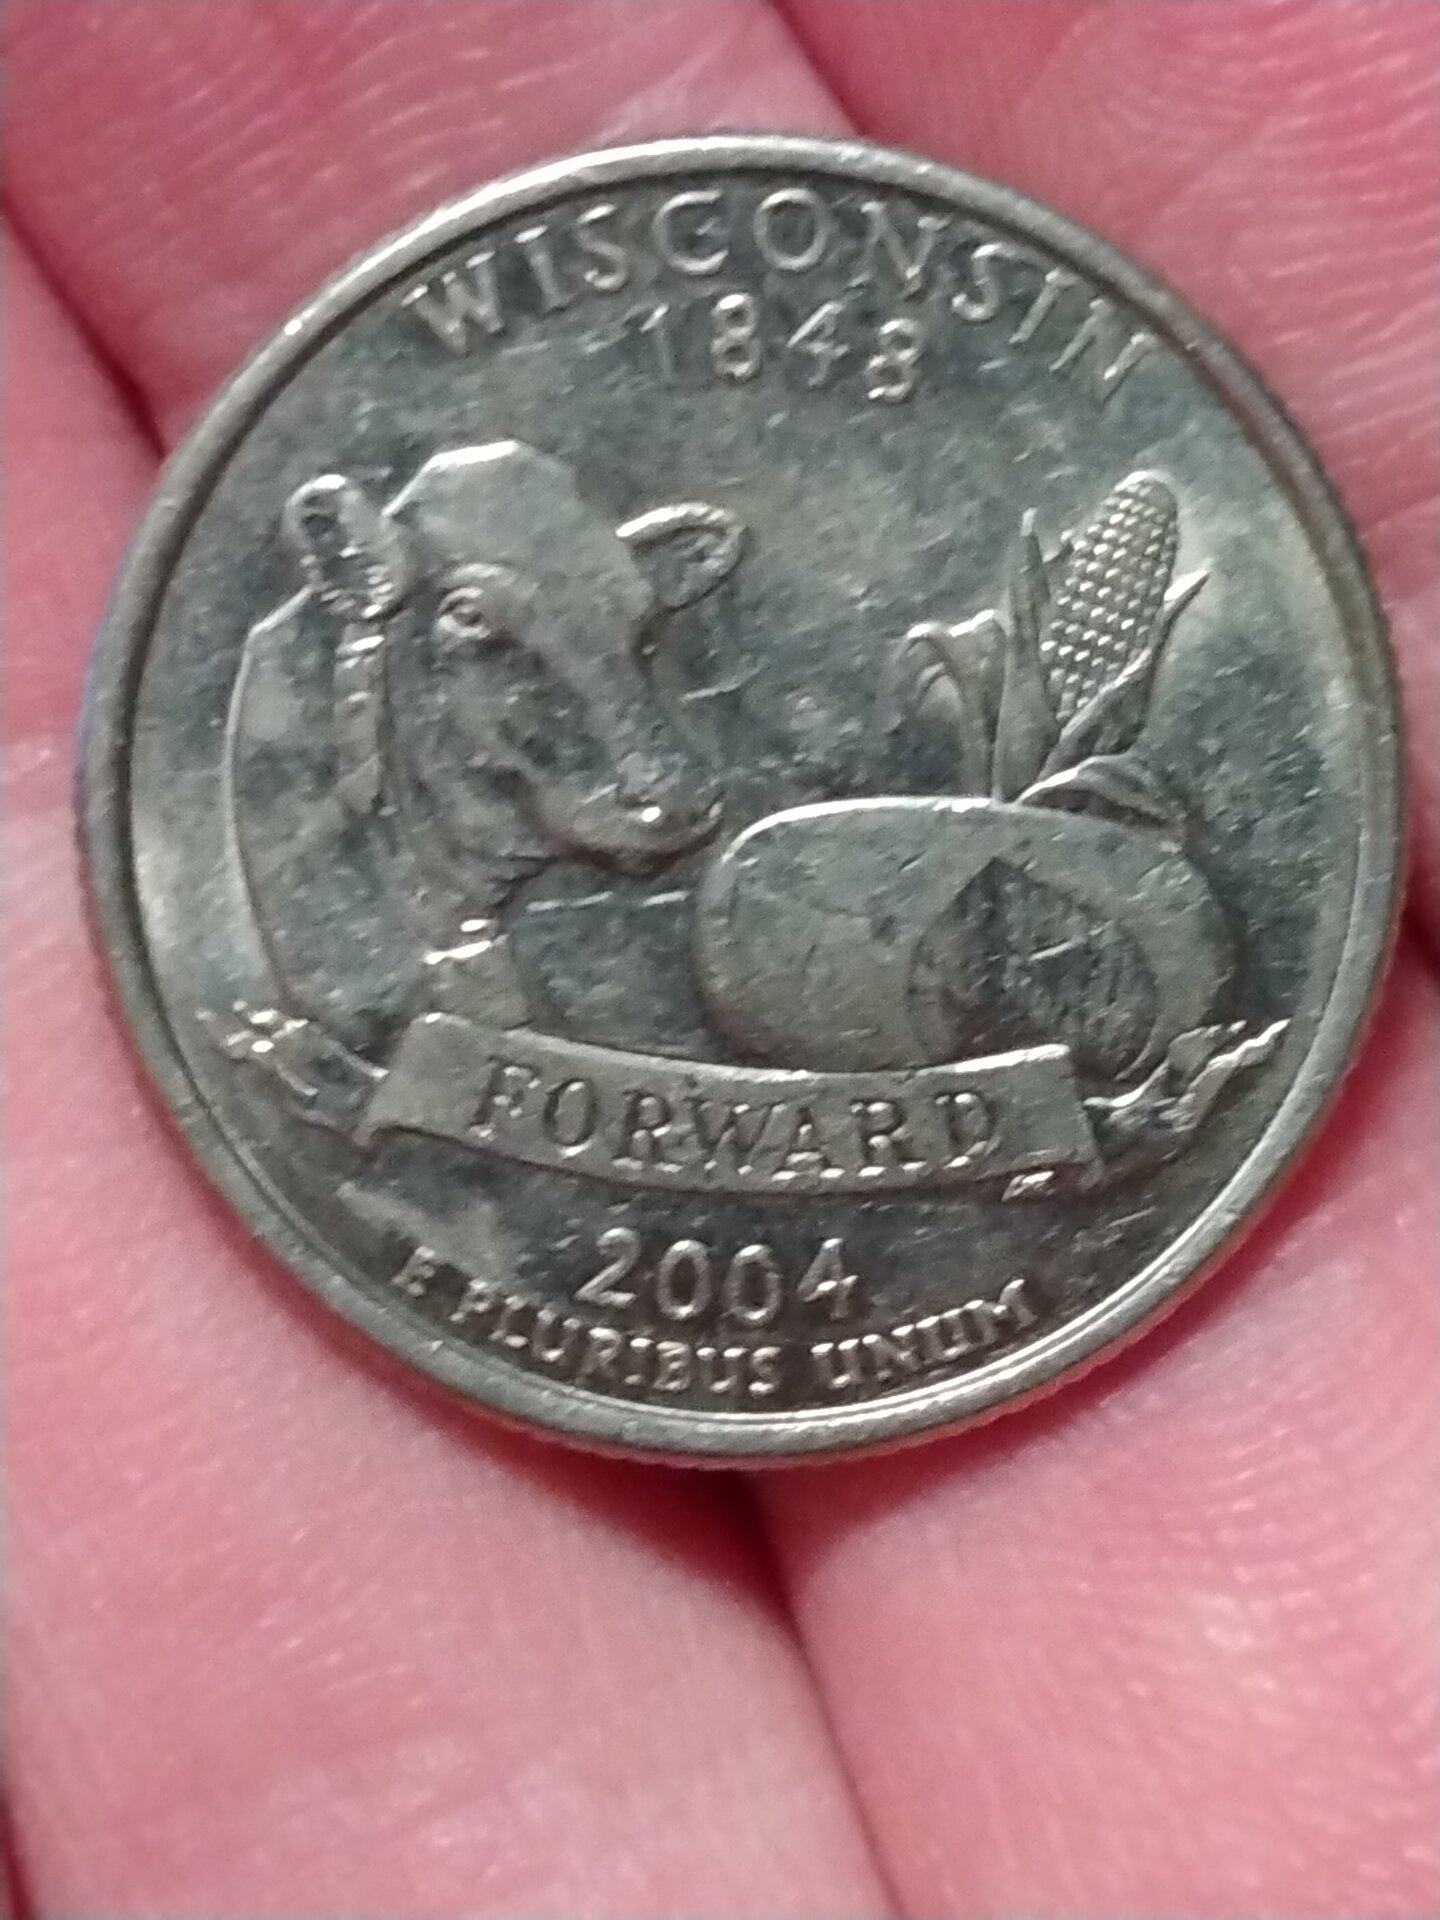 WISCONSIN
1848
FORWARD
2004
E PLURIBUS UNUM